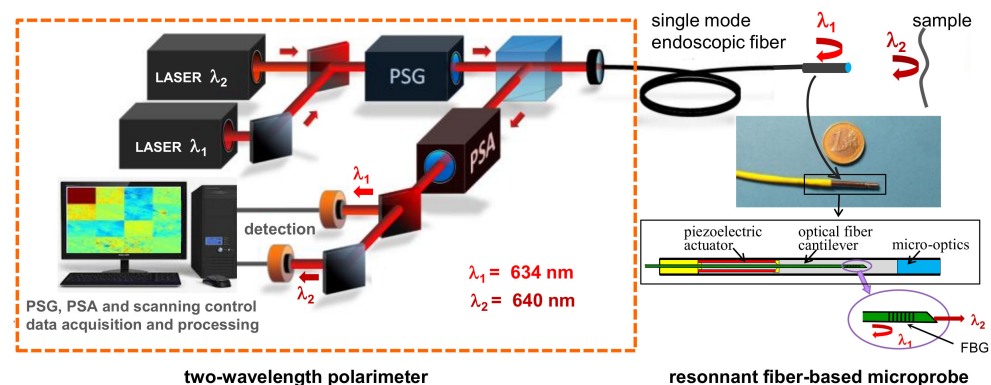 LASER λ2
PSG
LASER λ1
PSA
λ1
detection
λ2
PSG, PSA and scanning control
data acquisition and processing
λ1 = 634 nm
λ2 = 640 nm
two-wavelength polarimeter
single mode
endoscopic fiber
λ1
sample
λ2
piezoelectric
actuator
optical fiber
cantilever
micro-optics
λ2
λ1
FBG
resonnant fiber-based microprobe